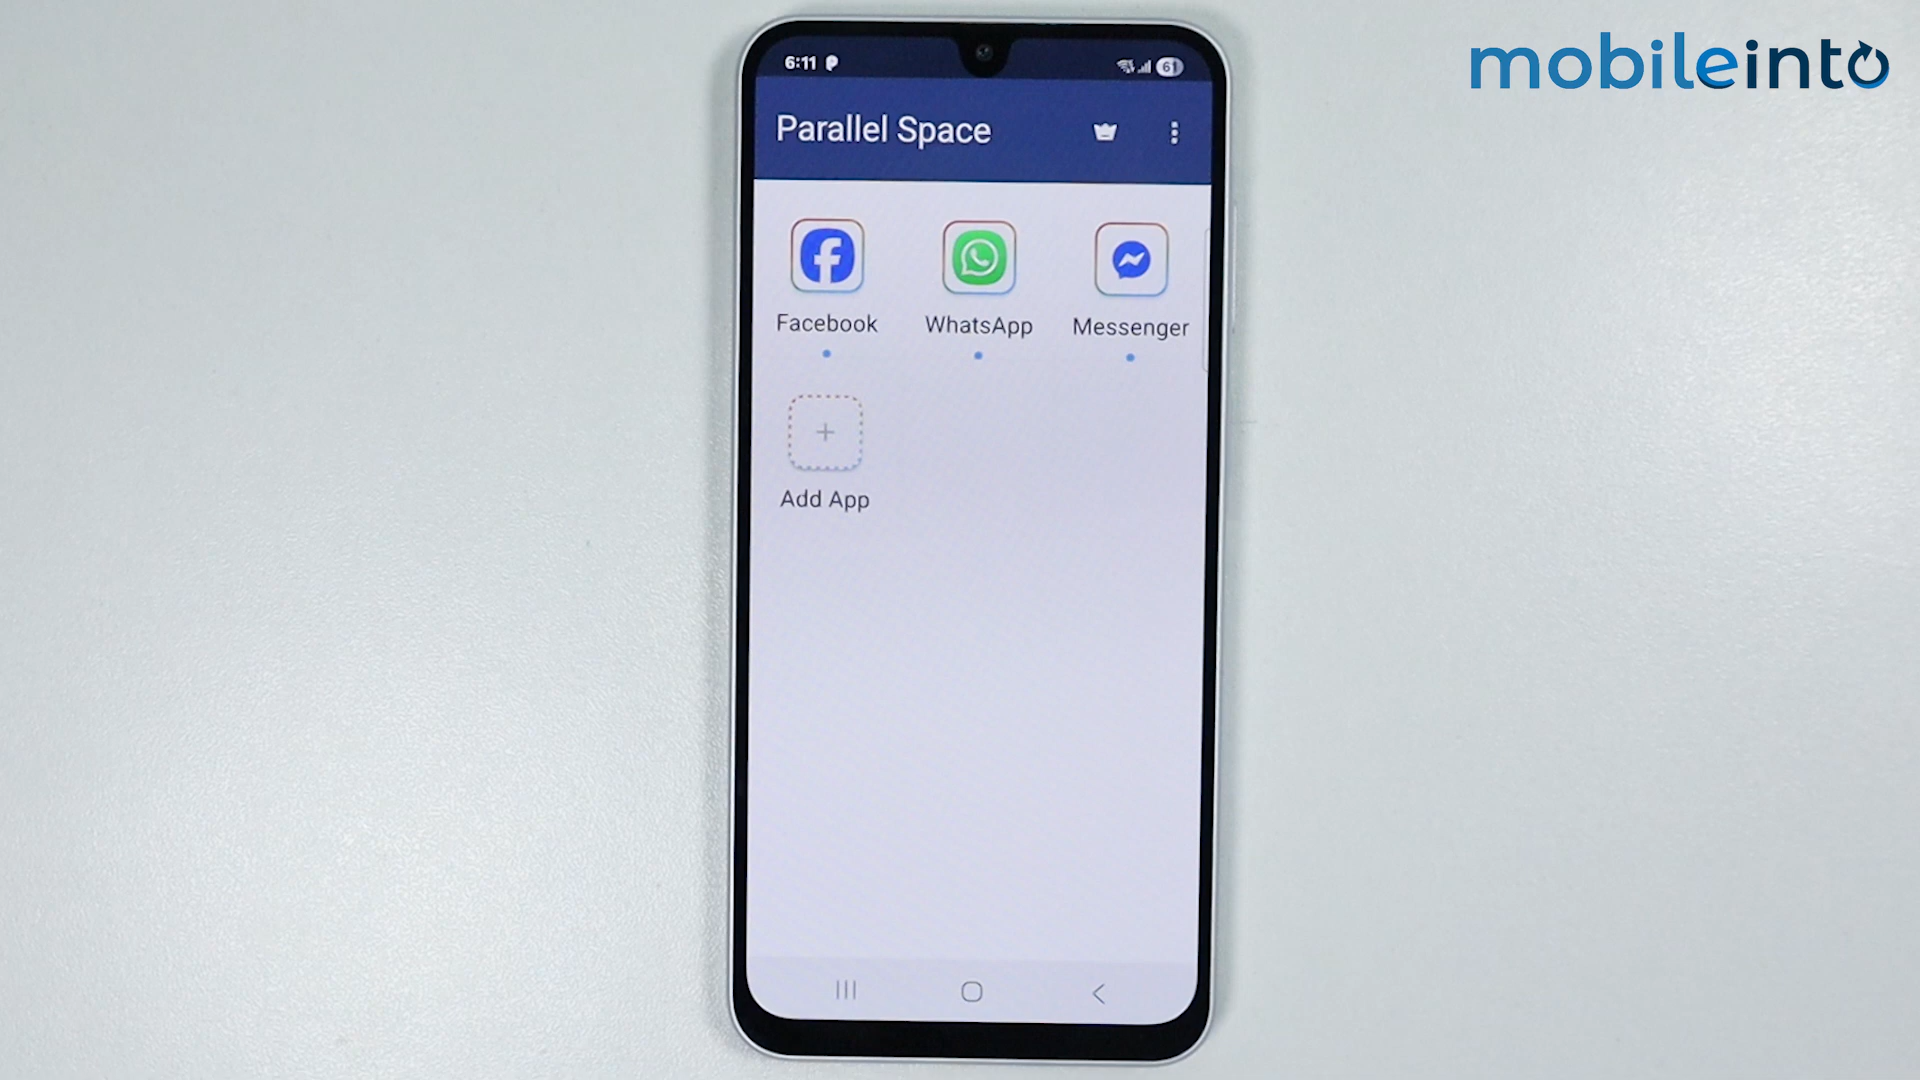 mobileinto
6:11
61
Parallel Space
Facebook WhatsApp Messenger
Add App